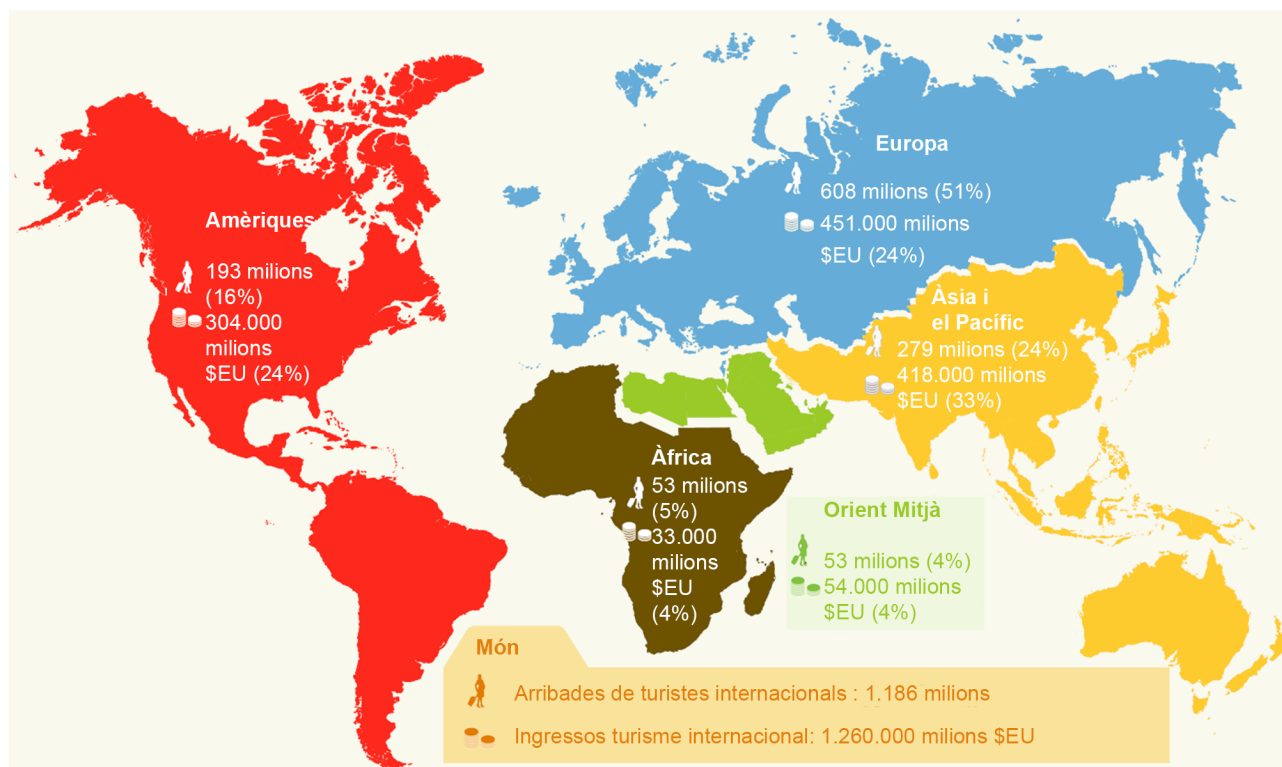 Europa
608 milions (51%)
451.000 milions
$EU (24%)
Amèriques
193 milions
(16%)
304.000
milions
$EU (24%)
Àsia i
el Pacífic
279 milions (24%)
418.000 milions
$EU (33%)
Àfrica
53 milions
(5%)
33.000
milions
$EU
(4%)
Orient Mitjà
53 milions (4%)
54.000 milions
$EU (4%)
Món
Arribades de turistes internacionals : 1.186 milions
Ingressos turisme internacional: 1.260.000 milions $EU